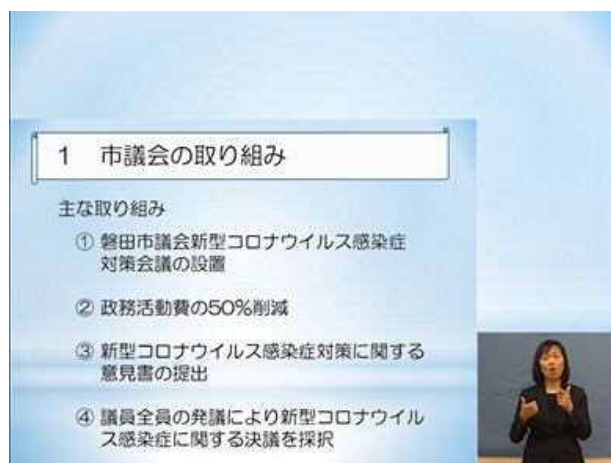 1 市議会の取り組み
主な取り組み
① 磐田市議会新型コロナウイルス感染症
対策会議の設置
② 政務活動費の50%削減
③ 新型コロナウイルス感染症対策に関する
意見書の提出
④ 議員全員の発議により新型コロナウイル
ス感染症に関する決議を採択